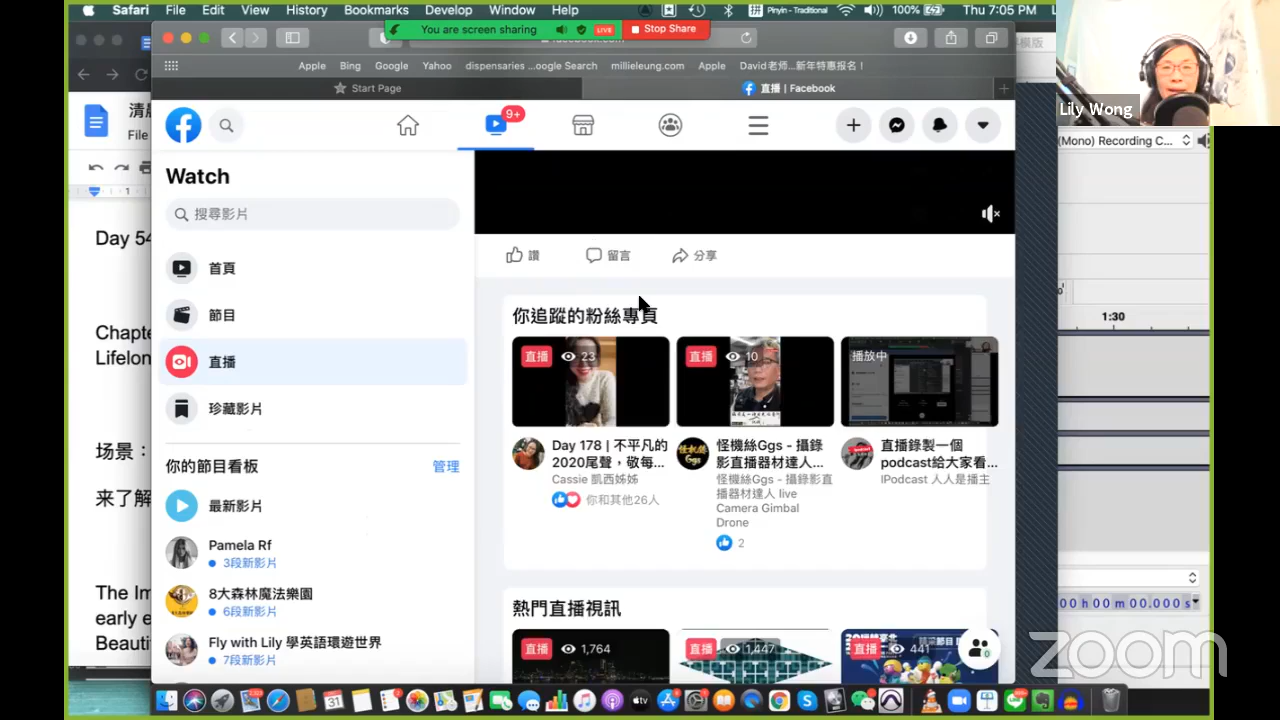 Safari File Edit View History Bookmarks Develop Window Help Pinyin - Traditional 100% Thu 7:05 PM
You are screen sharing LIVE Stop Share
Lily Wong
Apple Bing Google Yahoo dispensaries ...oogle Search millieleung.com Apple David老師...新年特惠報名！
Start Page
直播 | Facebook
(Mono) Recording C...
File
9+
Watch
搜尋影片
首頁
節目
直播
珍藏影片
你的節目看板 管理
最新影片
Pamela Rf
3段新影片
8大森林魔法樂園
6段新影片
Fly with Lily 學英語環遊世界
7段新影片
讚 留言 分享
你追蹤的粉絲專頁
直播 23
直播 10
播放中
Day 178 | 不平凡的
2020尾聲，敬每...
Cassie 凱西姊姊
你和其他26人
怪機絲Ggs - 攝錄
影直播器材達人...
怪機絲Ggs - 攝錄影直播器
材達人 live
Camera Gimbal
Drone
2
直播錄製一個
podcast給大家看...
IPodcast 人人是播主
熱門直播視訊
直播 1,764
直播 1,447
直播 441
Day 54
Chapte
Lifelon
场景：
来了解
The Im
early e
Beauti
1:30
00 h 00 m 00.000 s
zoom